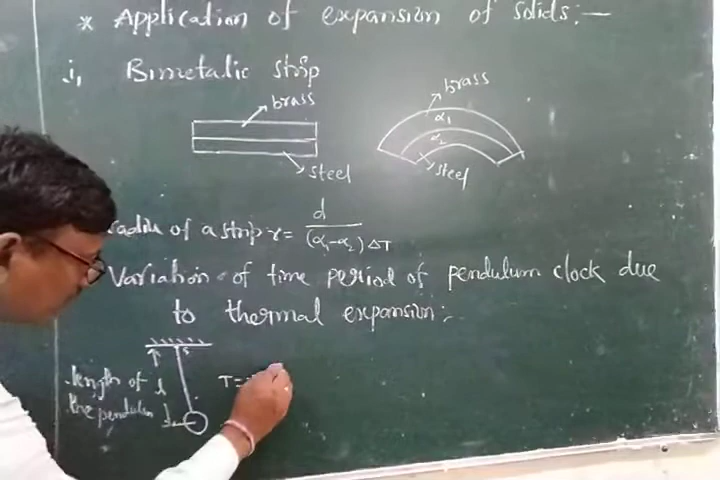 * Application of expansion of solids:—
i, Bimetalic strip
brass
steel
brass
α₁
α₂
steel
radiu of a strip r = d / (α₁-α₂) ΔT
Variation of time period of pendulum clock due
to thermal expansion:
length of l
the pendulum
T =